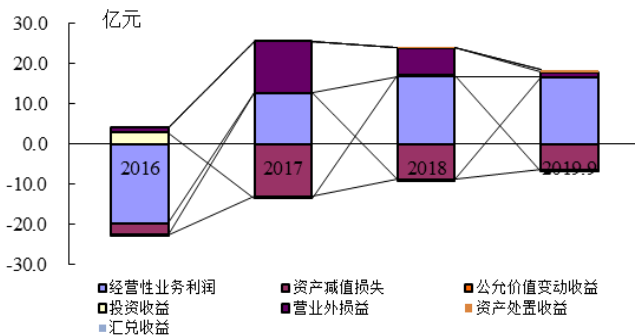 亿元
30.0
20.0
10.0
0.0
-10.0
-20.0
-30.0
2016 2017 2018 2019.9
经营性业务利润 资产减值损失 公允价值变动收益
投资收益 营业外损益 资产处置收益
汇兑收益